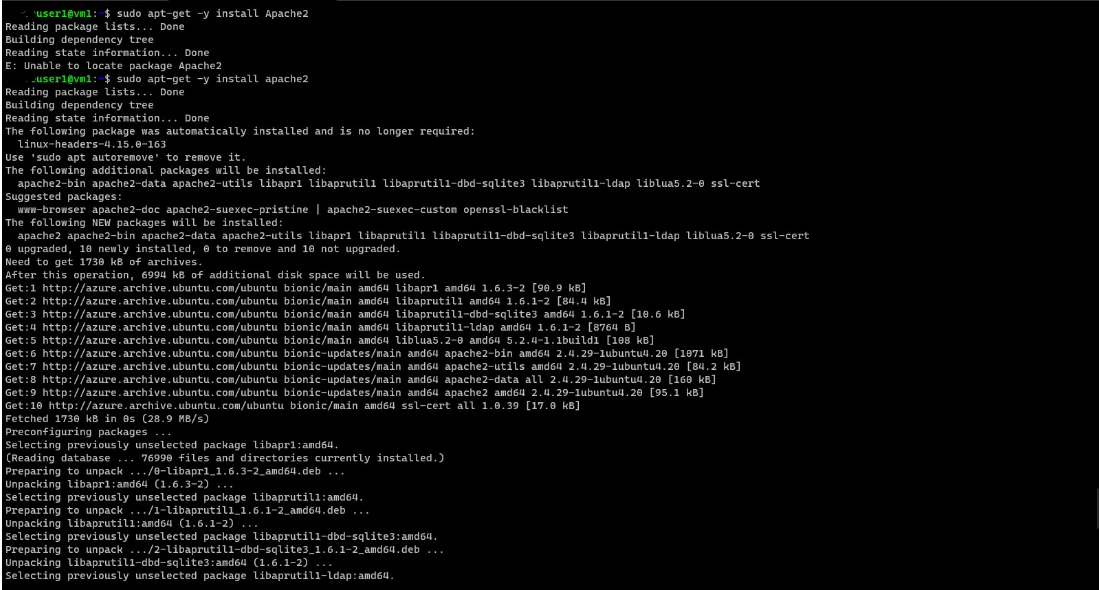 user1@vm1:~$ sudo apt-get -y install Apache2
Reading package lists... Done
Building dependency tree
Reading state information... Done
E: Unable to locate package Apache2
user1@vm1:~$ sudo apt-get -y install apache2
Reading package lists... Done
Building dependency tree
Reading state information... Done
The following package was automatically installed and is no longer required:
linux-headers-4.15.0-163
Use 'sudo apt autoremove' to remove it.
The following additional packages will be installed:
apache2-bin apache2-data apache2-utils libapr1 libaprutil1 libaprutil1-dbd-sqlite3 libaprutil1-ldap liblua5.2-0 ssl-cert
Suggested packages:
www-browser apache2-doc apache2-suexec-pristine | apache2-suexec-custom openssl-blacklist
The following NEW packages will be installed:
apache2 apache2-bin apache2-data apache2-utils libapr1 libaprutil1 libaprutil1-dbd-sqlite3 libaprutil1-ldap liblua5.2-0 ssl-cert
0 upgraded, 10 newly installed, 0 to remove and 10 not upgraded.
Need to get 1730 kB of archives.
After this operation, 6994 kB of additional disk space will be used.
Get:1 http://azure.archive.ubuntu.com/ubuntu bionic/main amd64 libapr1 amd64 1.6.3-2 [90.9 kB]
Get:2 http://azure.archive.ubuntu.com/ubuntu bionic/main amd64 libaprutil1 amd64 1.6.1-2 [84.4 kB]
Get:3 http://azure.archive.ubuntu.com/ubuntu bionic/main amd64 libaprutil1-dbd-sqlite3 amd64 1.6.1-2 [10.6 kB]
Get:4 http://azure.archive.ubuntu.com/ubuntu bionic/main amd64 libaprutil1-ldap amd64 1.6.1-2 [8764 B]
Get:5 http://azure.archive.ubuntu.com/ubuntu bionic/main amd64 liblua5.2-0 amd64 5.2.4-1.1build1 [108 kB]
Get:6 http://azure.archive.ubuntu.com/ubuntu bionic-updates/main amd64 apache2-bin amd64 2.4.29-1ubuntu4.20 [1071 kB]
Get:7 http://azure.archive.ubuntu.com/ubuntu bionic-updates/main amd64 apache2-utils amd64 2.4.29-1ubuntu4.20 [84.2 kB]
Get:8 http://azure.archive.ubuntu.com/ubuntu bionic-updates/main amd64 apache2-data all 2.4.29-1ubuntu4.20 [160 kB]
Get:9 http://azure.archive.ubuntu.com/ubuntu bionic-updates/main amd64 apache2 amd64 2.4.29-1ubuntu4.20 [95.1 kB]
Get:10 http://azure.archive.ubuntu.com/ubuntu bionic/main amd64 ssl-cert all 1.0.39 [17.0 kB]
Fetched 1730 kB in 0s (28.9 MB/s)
Preconfiguring packages ...
Selecting previously unselected package libapr1:amd64.
(Reading database ... 76990 files and directories currently installed.)
Preparing to unpack .../0-libapr1_1.6.3-2_amd64.deb ...
Unpacking libapr1:amd64 (1.6.3-2) ...
Selecting previously unselected package libaprutil1:amd64.
Preparing to unpack .../1-libaprutil1_1.6.1-2_amd64.deb ...
Unpacking libaprutil1:amd64 (1.6.1-2) ...
Selecting previously unselected package libaprutil1-dbd-sqlite3:amd64.
Preparing to unpack .../2-libaprutil1-dbd-sqlite3_1.6.1-2_amd64.deb ...
Unpacking libaprutil1-dbd-sqlite3:amd64 (1.6.1-2) ...
Selecting previously unselected package libaprutil1-ldap:amd64.